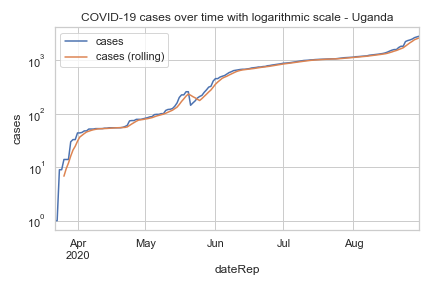 COVID-19 cases over time with logarithmic scale - Uganda
cases
cases (rolling)
10³
10²
10¹
10⁰
cases
Apr
2020
May
Jun
Jul
Aug
dateRep